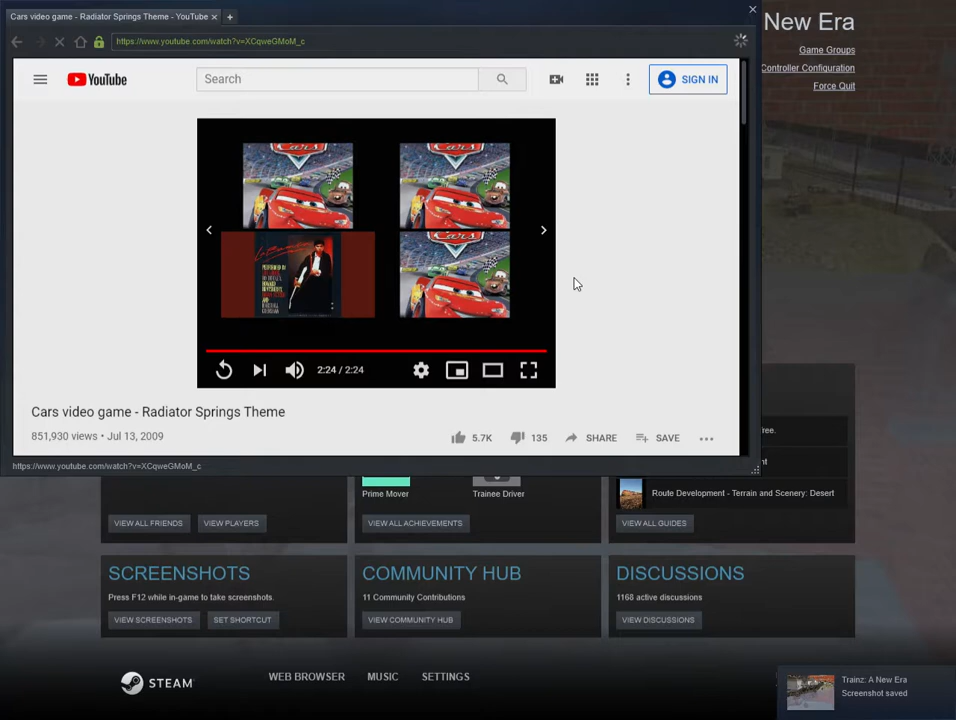 Cars video game - Radiator Springs Theme - YouTube
https://www.youtube.com/watch?v=XCqweGMoM_c
YouTube
Search
SIGN IN
Cars
Cars
Cars
2:24 / 2:24
Cars video game - Radiator Springs Theme
851,930 views • Jul 13, 2009
5.7K
135
SHARE
SAVE
https://www.youtube.com/watch?v=XCqweGMoM_c
New Era
Game Groups
Controller Configuration
Force Quit
Prime Mover
Trainee Driver
Route Development - Terrain and Scenery: Desert
VIEW ALL FRIENDS
VIEW PLAYERS
VIEW ALL ACHIEVEMENTS
VIEW ALL GUIDES
SCREENSHOTS
Press F12 while in-game to take screenshots.
VIEW SCREENSHOTS
SET SHORTCUT
COMMUNITY HUB
11 Community Contributions
VIEW COMMUNITY HUB
DISCUSSIONS
1168 active discussions
VIEW DISCUSSIONS
STEAM
WEB BROWSER
MUSIC
SETTINGS
Trainz: A New Era
Screenshot saved